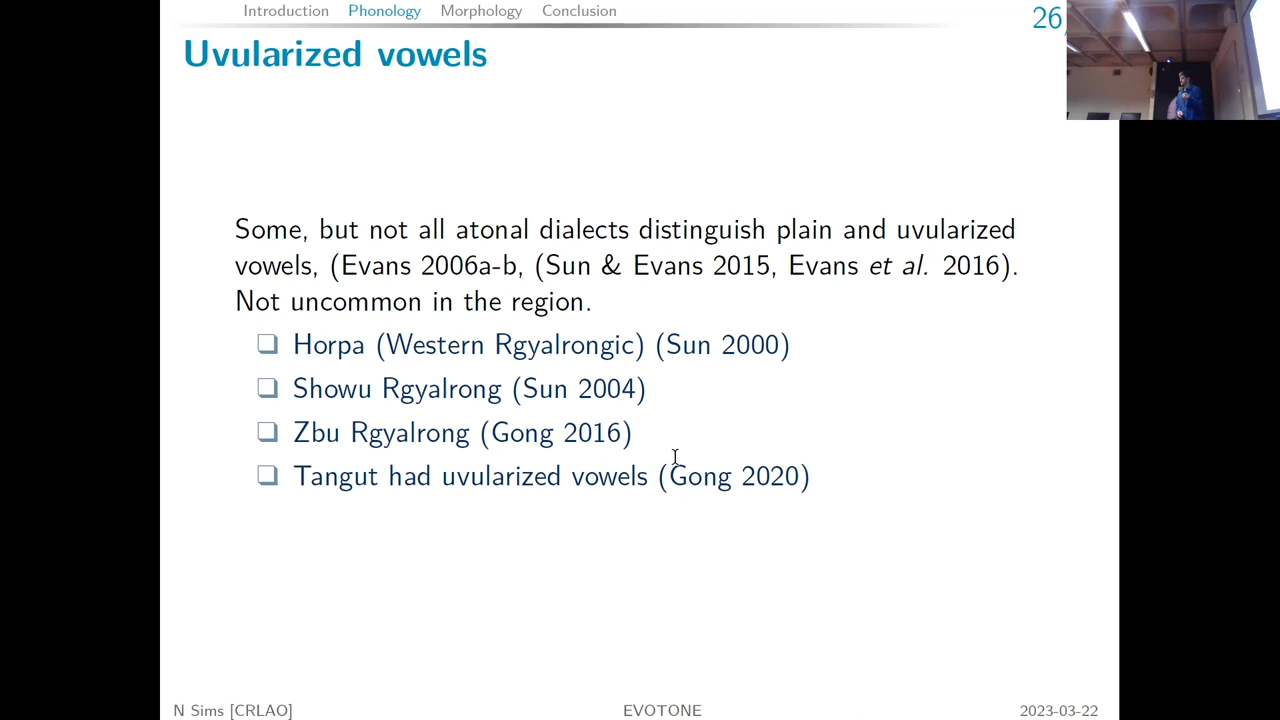 Introduction Phonology Morphology Conclusion
26
Uvularized vowels
Some, but not all atonal dialects distinguish plain and uvularized
vowels, (Evans 2006a-b, (Sun & Evans 2015, Evans et al. 2016).
Not uncommon in the region.
❑ Horpa (Western Rgyalrongic) (Sun 2000)
❑ Showu Rgyalrong (Sun 2004)
❑ Zbu Rgyalrong (Gong 2016)
❑ Tangut had uvularized vowels (Gong 2020)
N Sims [CRLAO] EVOTONE 2023-03-22